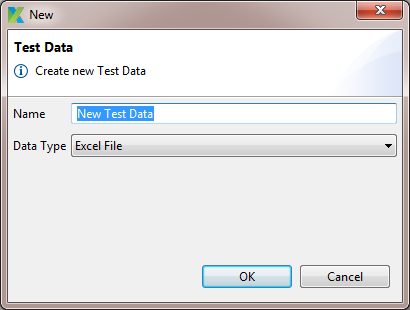 New
Test Data
Create new Test Data
Name New Test Data
Data Type Excel File
OK Cancel